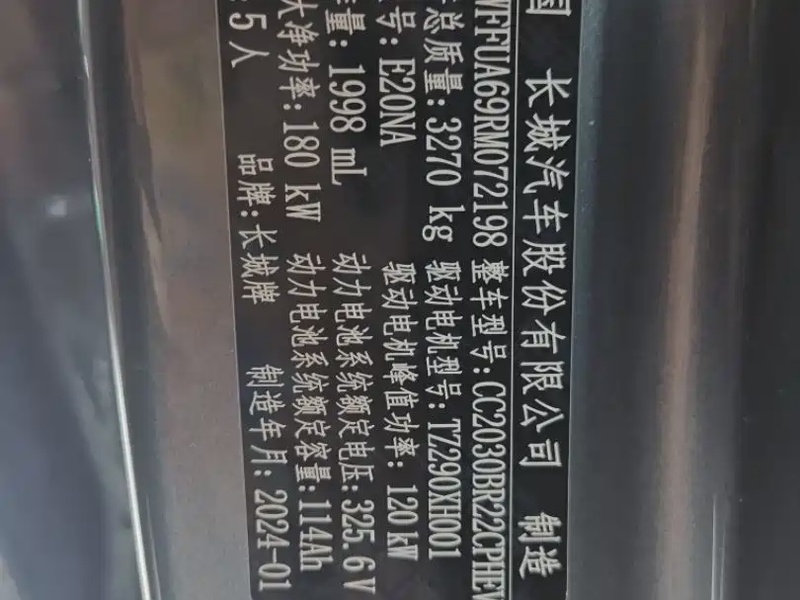 国 长城汽车股份有限公司 制造
WFFUA69RM072198 整车型号:CC2030BR22CPHEV
总质量:3270 kg 驱动电机型号:TZ290XH001
号:E20NA 驱动电机峰值功率:120kW
量:1998 mL 动力电池系统额定电压:325.6V
大净功率:180 kW 动力电池系统额定容量:114Ah
:5人 品牌:长城牌 制造年月:2024-01